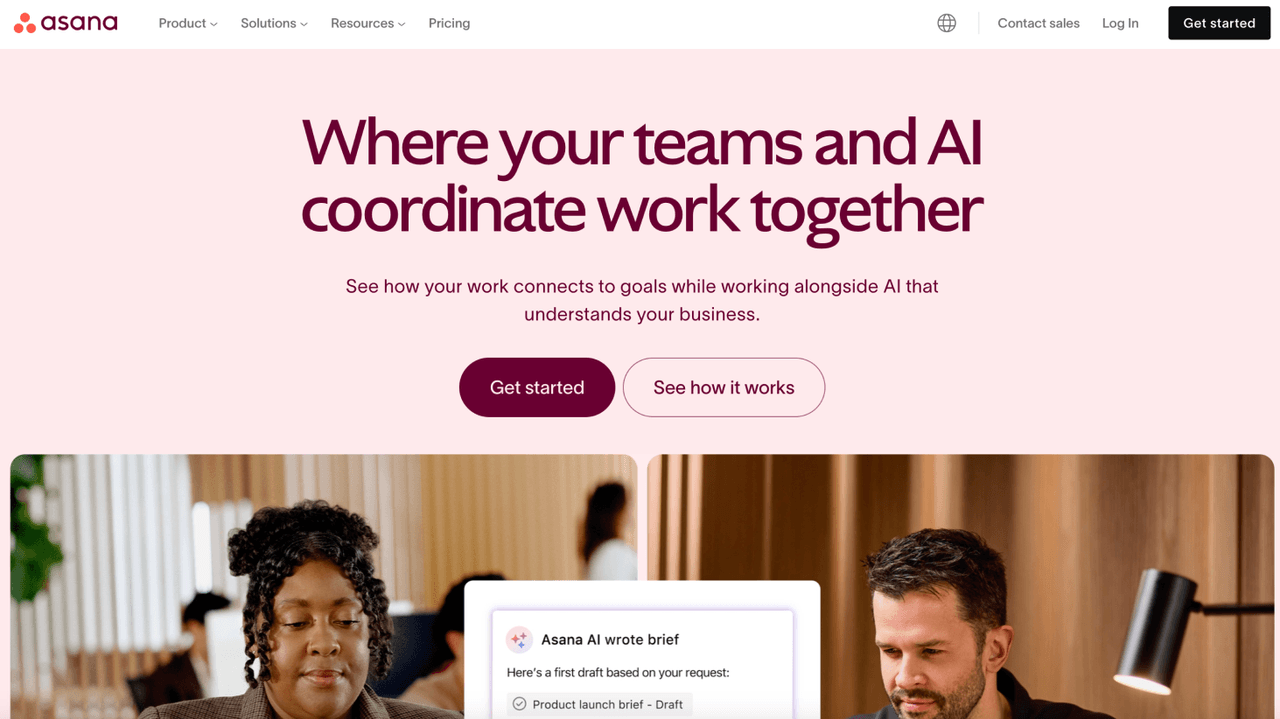 asana
Product
Solutions
Resources
Pricing
Contact sales
Log In
Get started
Where your teams and AI
coordinate work together
See how your work connects to goals while working alongside AI that
understands your business.
Get started
See how it works
Asana AI wrote brief
Here's a first draft based on your request:
Product launch brief - Draft